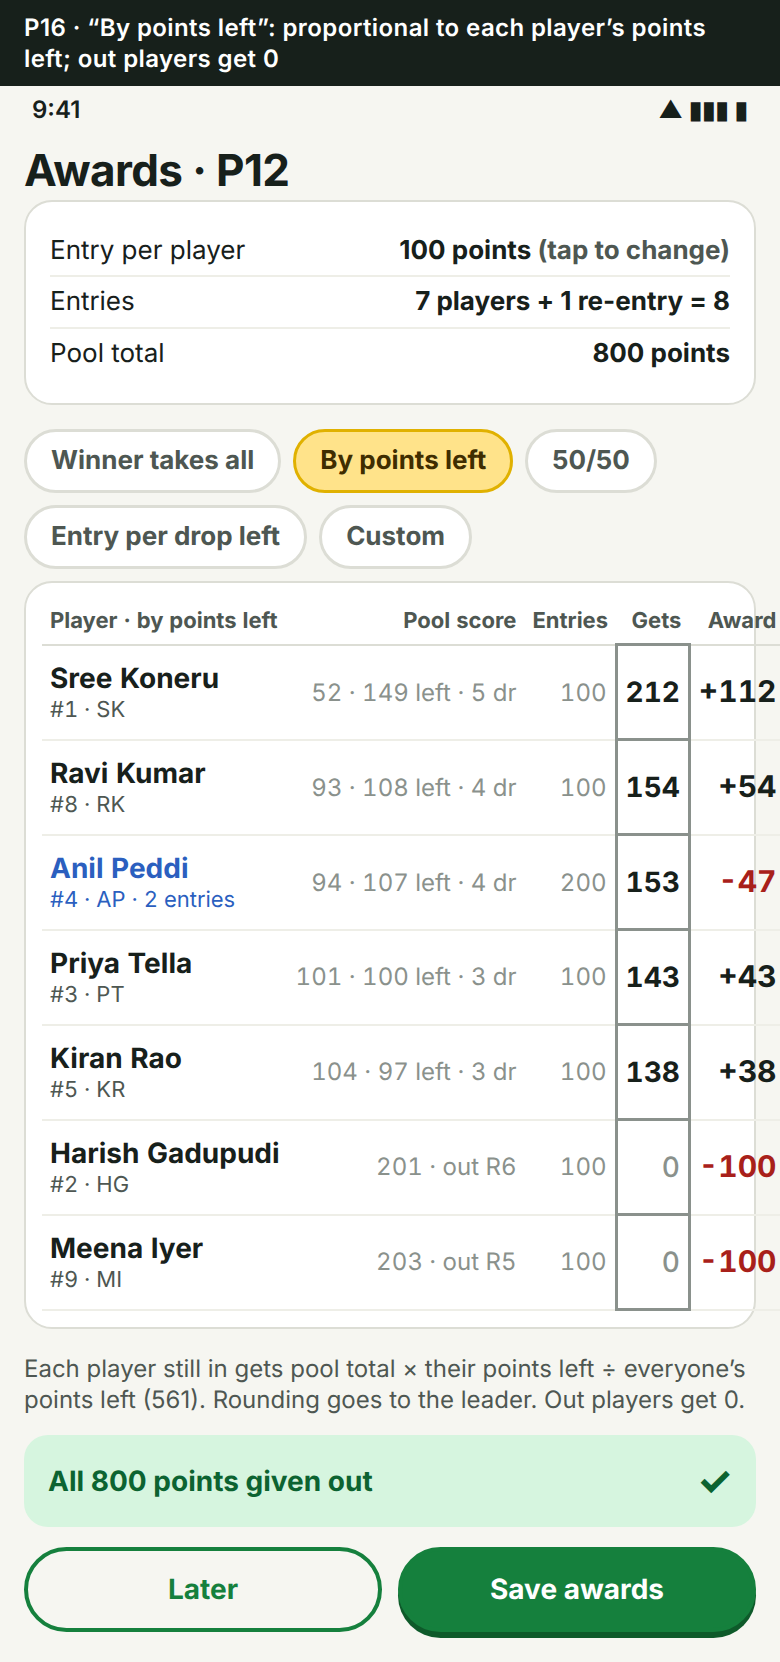 P16 · “By points left”: proportional to each player’s points
left; out players get 0
9:41
Awards · P12
Entry per player 100 points (tap to change)
Entries 7 players + 1 re-entry = 8
Pool total 800 points
Winner takes all By points left 50/50
Entry per drop left Custom
Player · by points left Pool score Entries Gets Award
Sree Koneru 52 · 149 left · 5 dr 100 212 +112
#1 · SK
Ravi Kumar 93 · 108 left · 4 dr 100 154 +54
#8 · RK
Anil Peddi 94 · 107 left · 4 dr 200 153 -47
#4 · AP · 2 entries
Priya Tella 101 · 100 left · 3 dr 100 143 +43
#3 · PT
Kiran Rao 104 · 97 left · 3 dr 100 138 +38
#5 · KR
Harish Gadupudi 201 · out R6 100 0 -100
#2 · HG
Meena Iyer 203 · out R5 100 0 -100
#9 · MI
Each player still in gets pool total × their points left ÷ everyone’s
points left (561). Rounding goes to the leader. Out players get 0.
All 800 points given out
Later Save awards